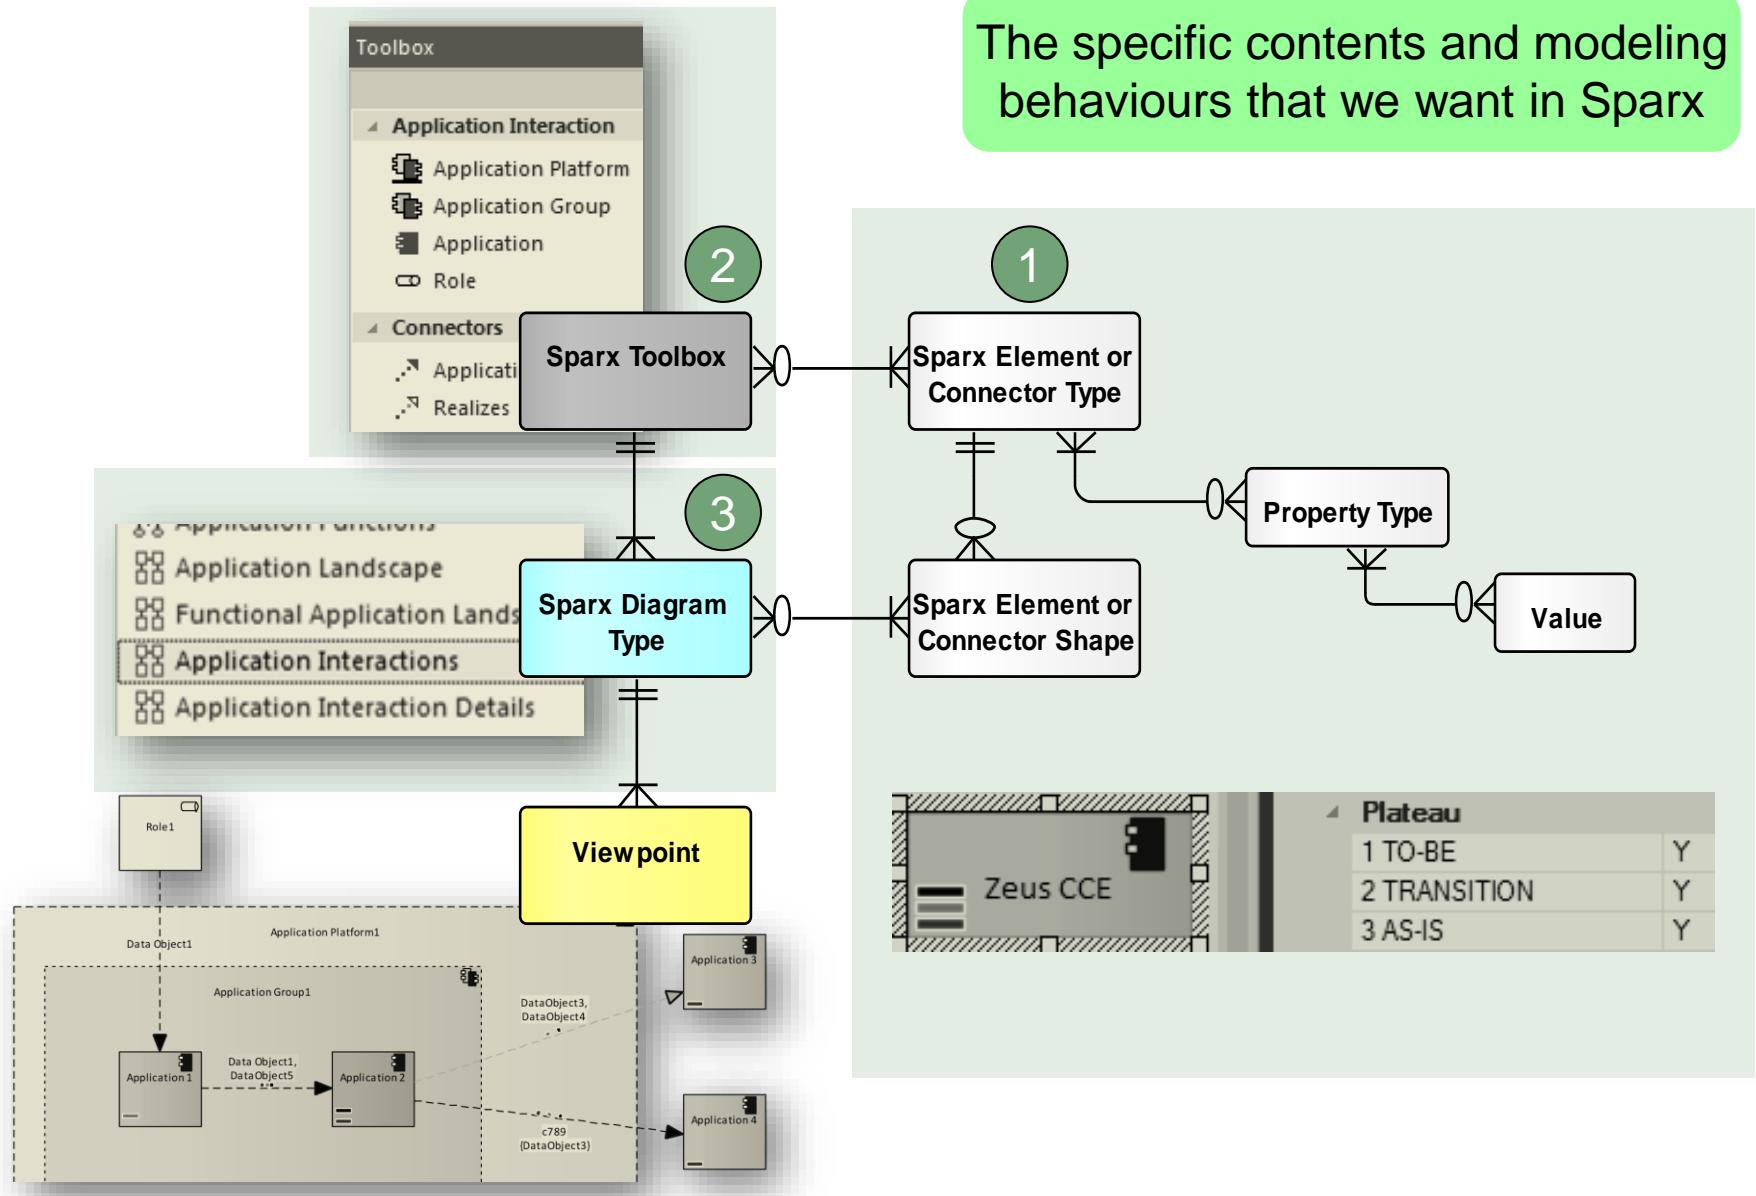 The specific contents and modeling
behaviours that we want in Sparx
Toolbox
Application Interaction
Application Platform
Application Group
Application
Role
Connectors
Applicati
Realizes
2
Sparx Toolbox
1
Sparx Element or
Connector Type
3
Application Functions
Application Landscape
Functional Application Lands
Application Interactions
Application Interaction Details
Sparx Diagram
Type
Sparx Element or
Connector Shape
Property Type
Value
Viewpoint
Role1
Data Object1
Application Platform1
Application Group1
Application 1
Data Object1,
DataObject5
Application 2
DataObject3,
DataObject4
Application 3
c789
{DataObject3}
Application 4
Zeus CCE
Plateau
1 TO-BE Y
2 TRANSITION Y
3 AS-IS Y